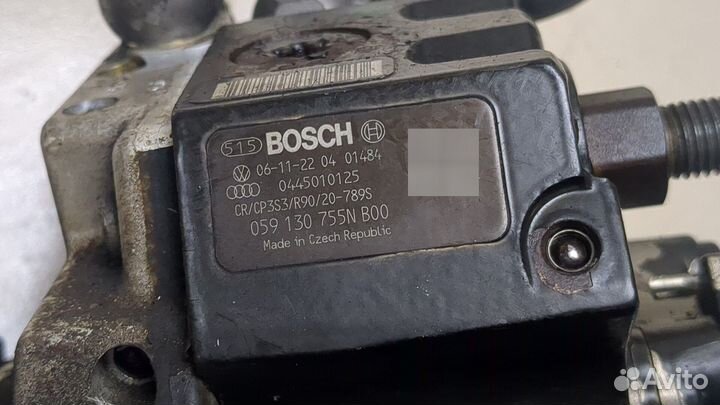 515 BOSCH
06-11-22 04 01484
0445010125
CR/CP3S3/R90/20-789S
059 130 755N B00
Made in Czech Republic
Avito